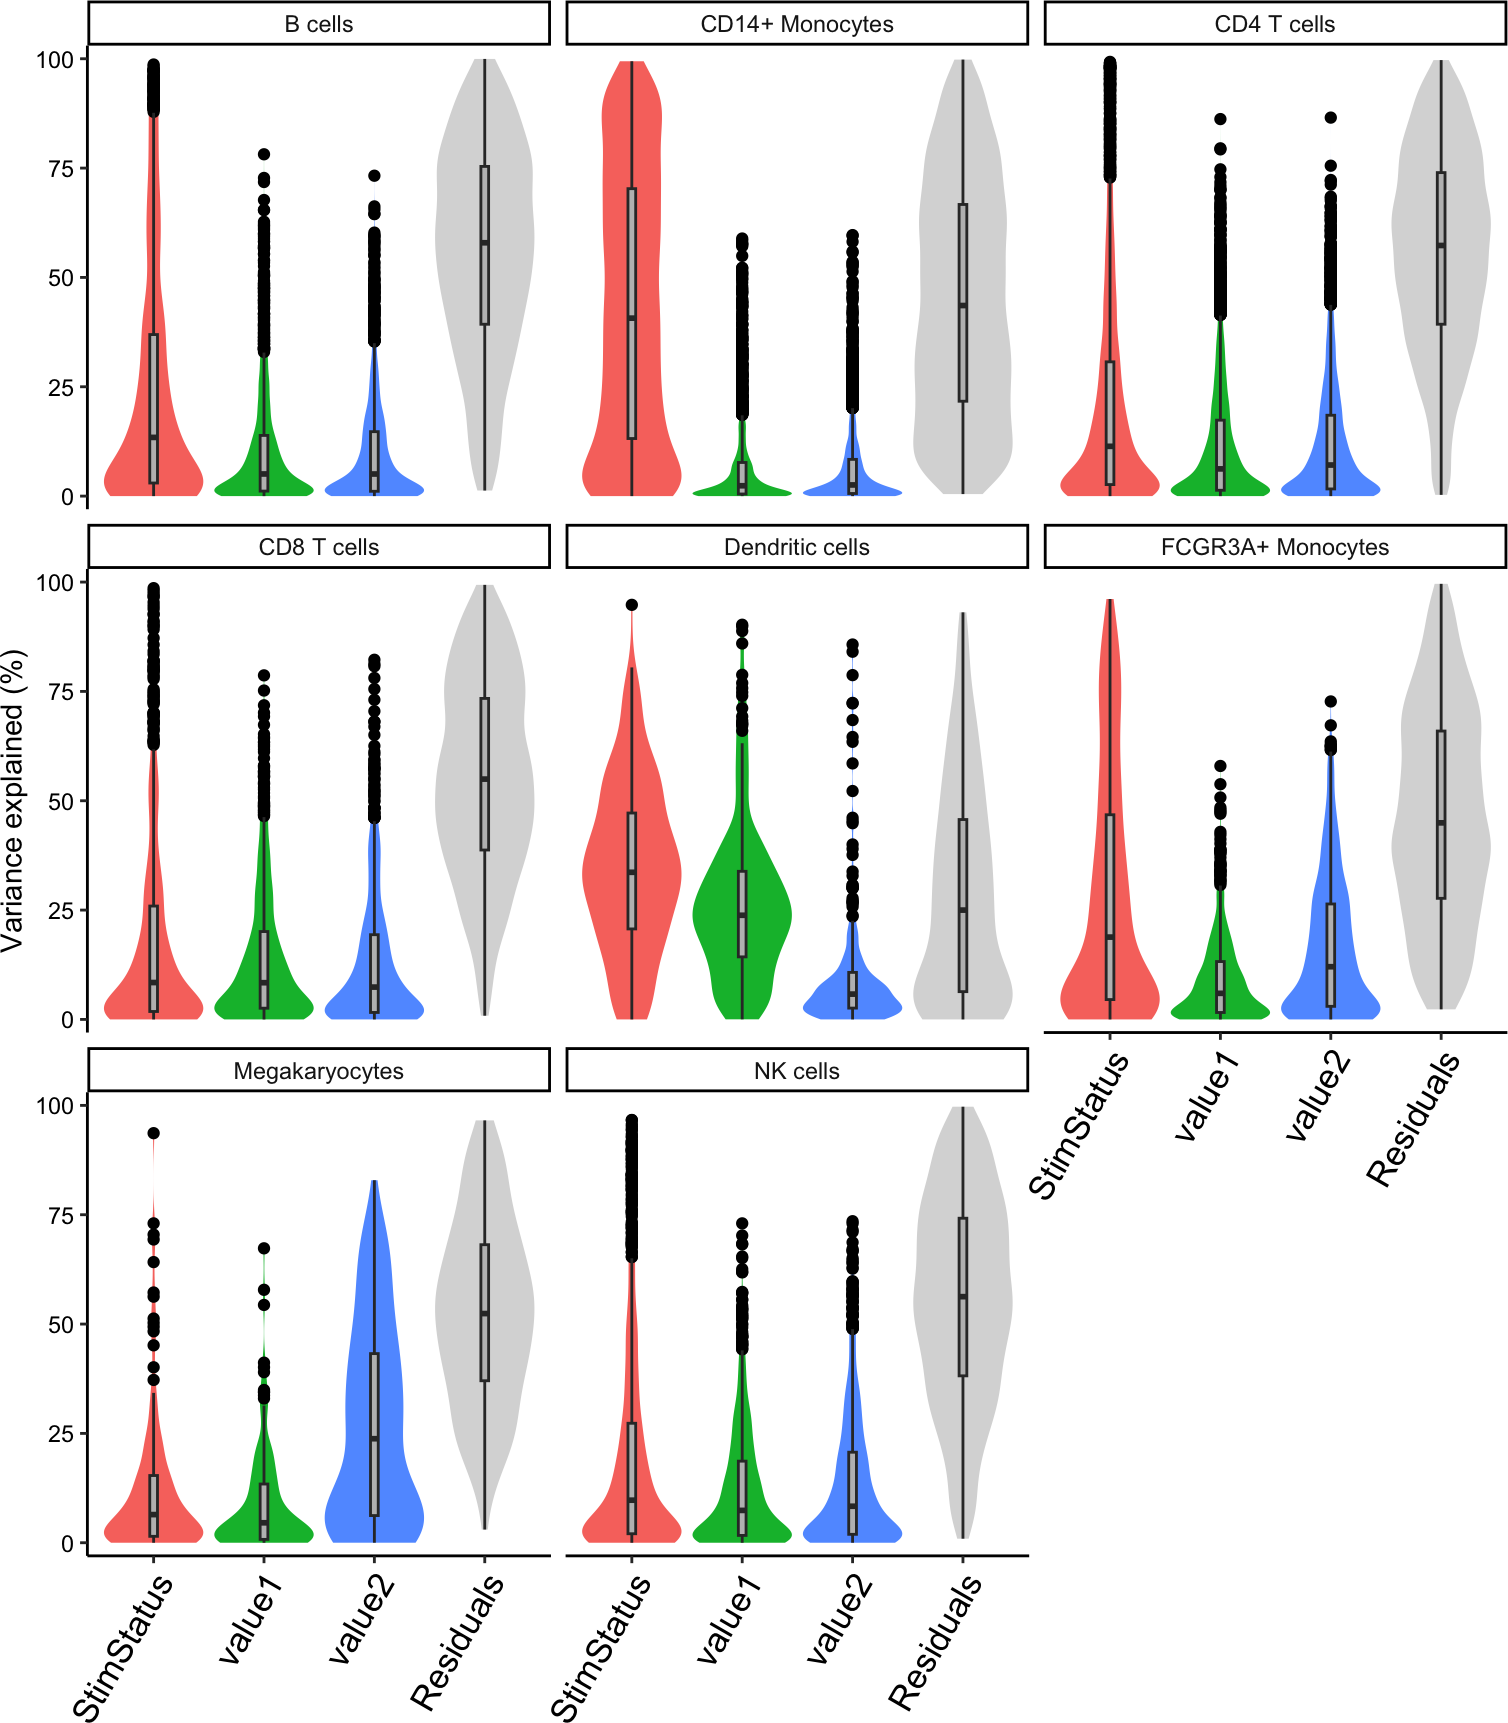 B cells
CD14+ Monocytes
CD4 T cells
100
75
50
25
0
CD8 T cells
Dendritic cells
FCGR3A+ Monocytes
Variance explained (%)
100
75
50
25
0
StimStatus
value1
value2
Residuals
Megakaryocytes
NK cells
100
75
50
25
0
StimStatus
value1
value2
Residuals
StimStatus
value1
value2
Residuals